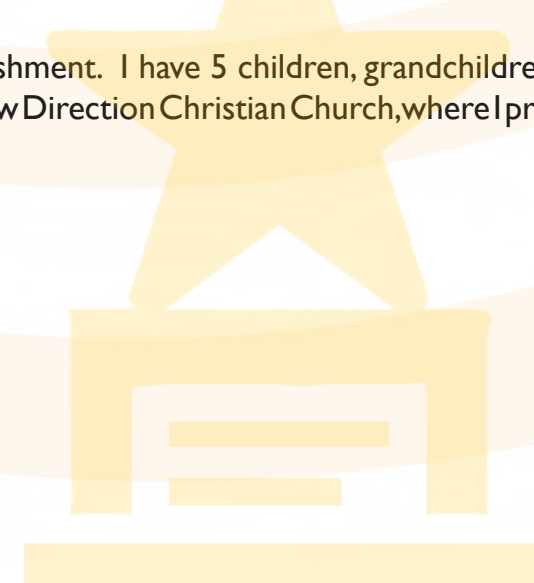 shment. I have 5 children, grandchildre
w Direction Christian Church, where I pr